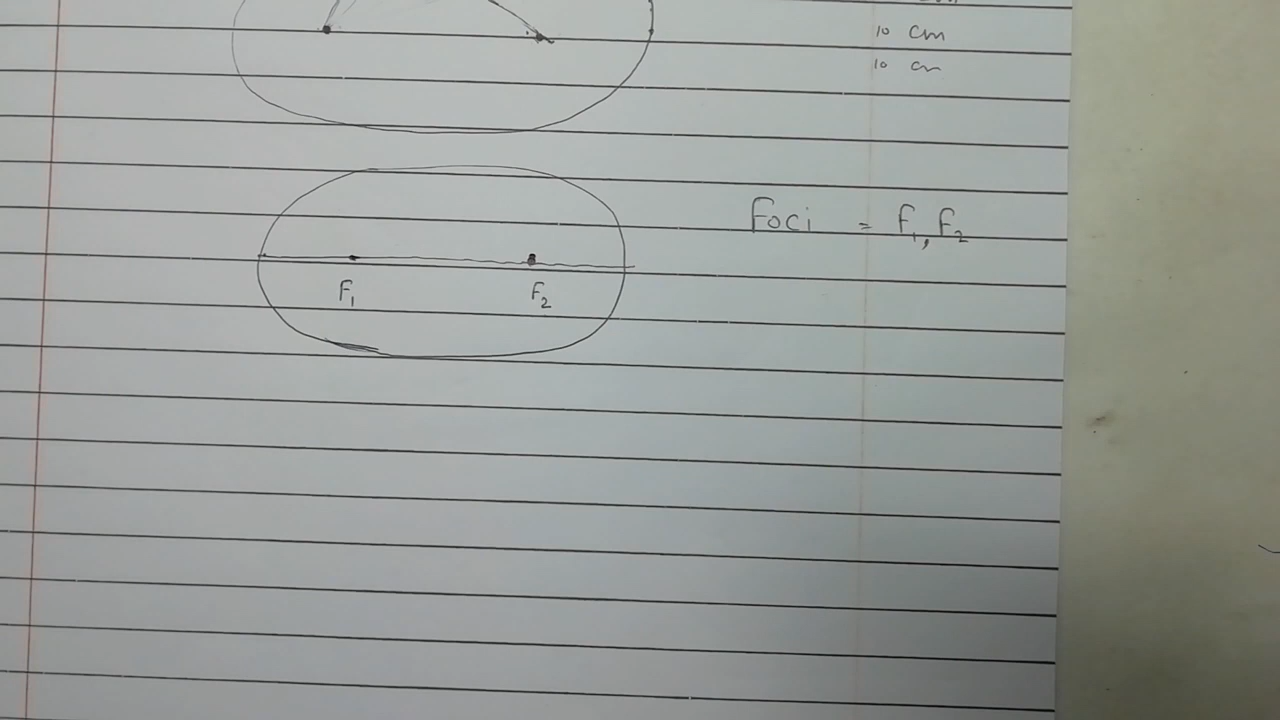 10 cm
10 cm
Foci = F₁, F₂
F₁ F₂